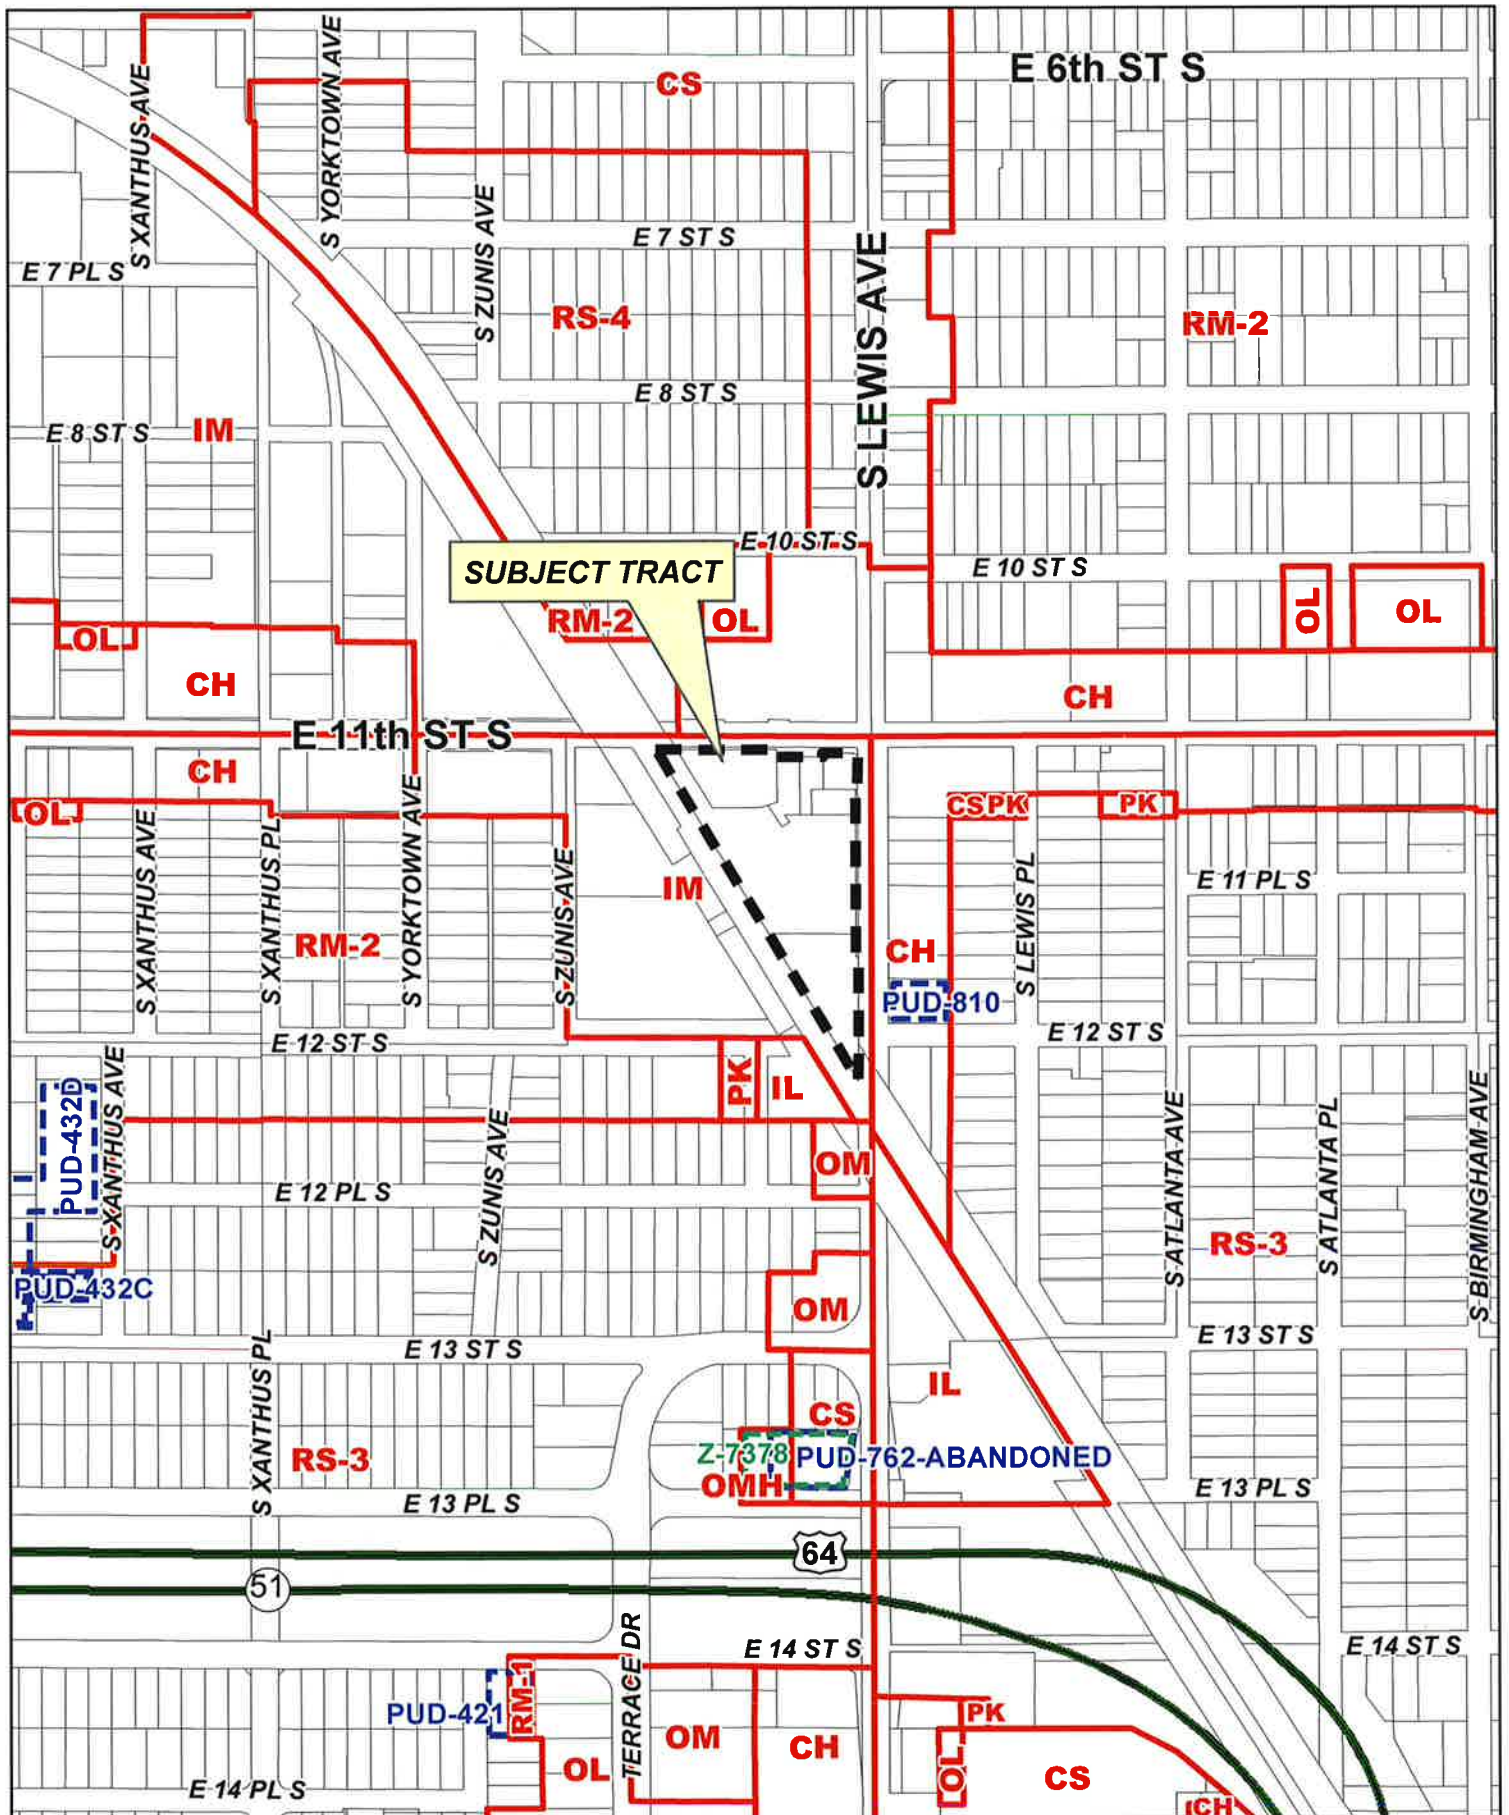 S XANTHUS AVE
S YORKTOWN AVE
CS
E 6th ST S
S ZUNIS AVE
E 7 ST S
E 7 PL S
S LEWIS AVE
RS-4
RM-2
E 8 ST S
E 8 ST S
IM
E 10 ST S
E 10 ST S
SUBJECT TRACT
RM-2
OL
OL
OL
OL
CH
CH
E 11th ST S
CH
OL
CSPK
PK
S XANTHUS AVE
S XANTHUS PL
S YORKTOWN AVE
S ZUNIS AVE
IM
S LEWIS PL
E 11 PL S
RM-2
CH
PUD-810
E 12 ST S
E 12 ST S
PK
IL
PUD-432D
S XANTHUS AVE
S ZUNIS AVE
OM
S ATLANTA AVE
S ATLANTA PL
S BIRMINGHAM AVE
E 12 PL S
RS-3
PUD-432C
OM
E 13 ST S
E 13 ST S
S XANTHUS PL
IL
CS
RS-3
Z-7378
PUD-762-ABANDONED
OMH
E 13 PL S
E 13 PL S
64
51
TERRACE DR
E 14 ST S
E 14 ST S
RM-1
PUD-421
PK
OM
CH
OL
OL
CS
E 14 PL S
CH